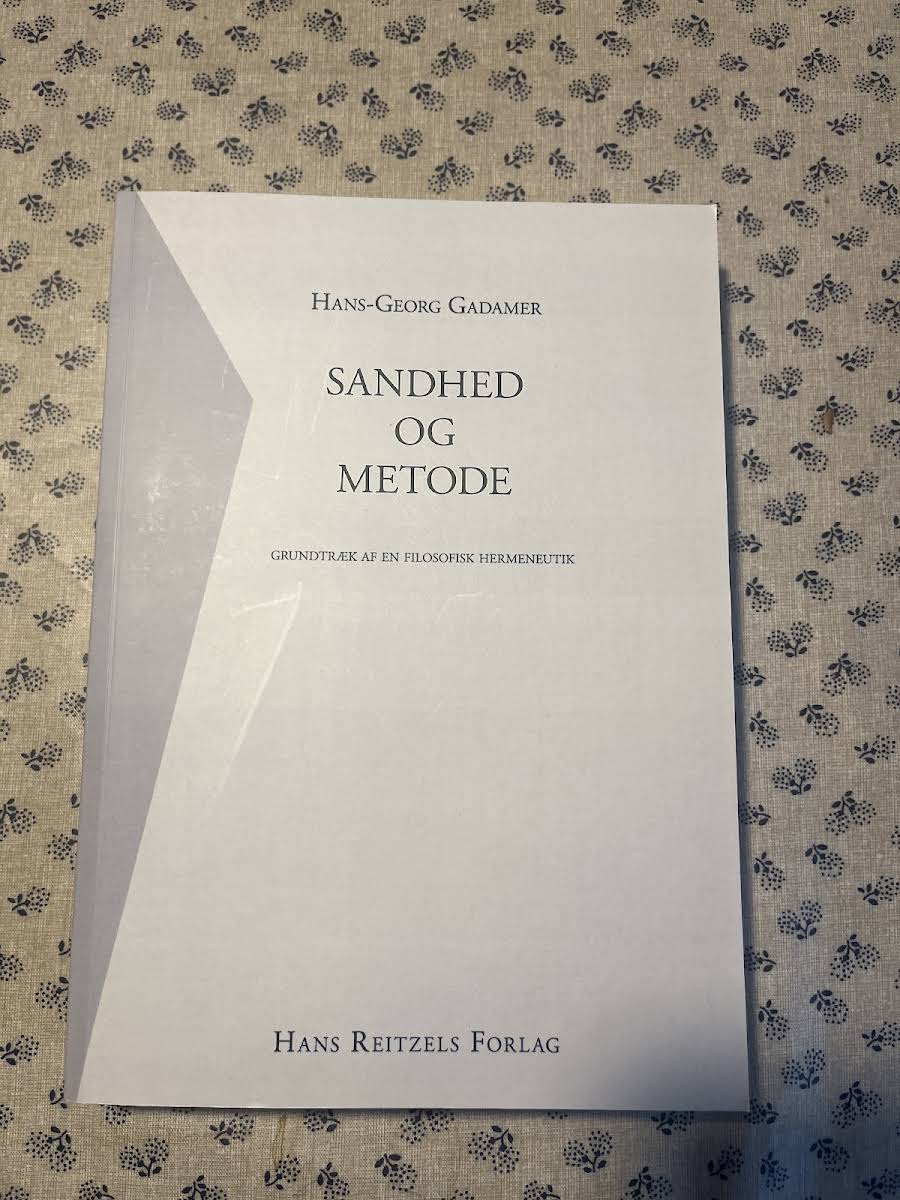 HANS-GEORG GADAMER
SANDHED
OG
METODE
GRUNDTRÆK AF EN FILOSOFISK HERMENEUTIK
HANS REITZELS FORLAG